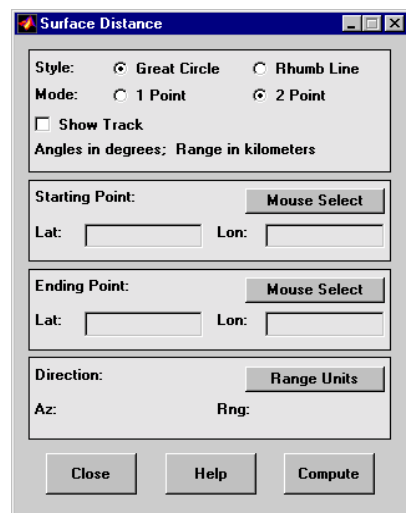 Surface Distance
Style: Great Circle Rhumb Line
Mode: 1 Point 2 Point
Show Track
Angles in degrees; Range in kilometers
Starting Point: Mouse Select
Lat: Lon:
Ending Point: Mouse Select
Lat: Lon:
Direction: Range Units
Az: Rng:
Close Help Compute